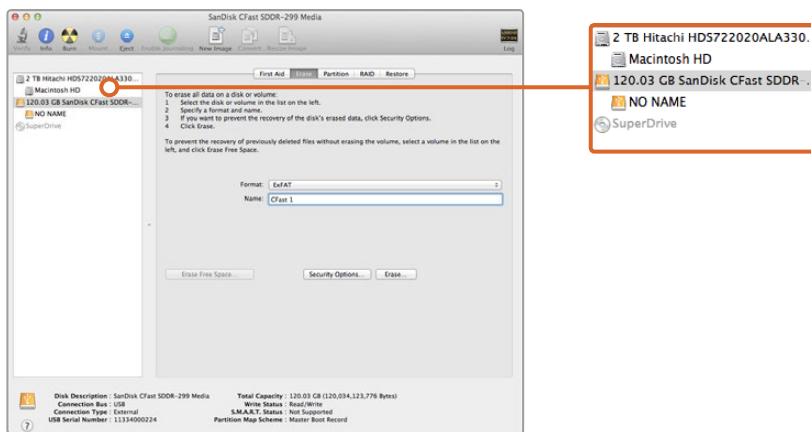 SanDisk CFast SDDR-299 Media
Verify Info Burn Mount Eject Enable Journaling New Image Convert Resize Image Log
First Aid Erase Partition RAID Restore
2 TB Hitachi HDS722020ALA330...
Macintosh HD
120.03 GB SanDisk CFast SDDR-...
NO NAME
SuperDrive
To erase all data on a disk or volume:
1 Select the disk or volume in the list on the left.
2 Specify a format and name.
3 If you want to prevent the recovery of the disk's erased data, click Security Options.
4 Click Erase.
To prevent the recovery of previously deleted files without erasing the volume, select a volume in the list on the
left, and click Erase Free Space.
Format: ExFAT
Name: CFast 1
Erase Free Space... Security Options... Erase...
Disk Description : SanDisk CFast SDDR-299 Media Total Capacity : 120.03 GB (120,034,123,776 Bytes)
Connection Bus : USB Write Status : Read/Write
Connection Type : External S.M.A.R.T. Status : Not Supported
USB Serial Number : 11334000224 Partition Map Scheme : Master Boot Record
?
2 TB Hitachi HDS722020ALA330.
Macintosh HD
120.03 GB SanDisk CFast SDDR-.
NO NAME
SuperDrive